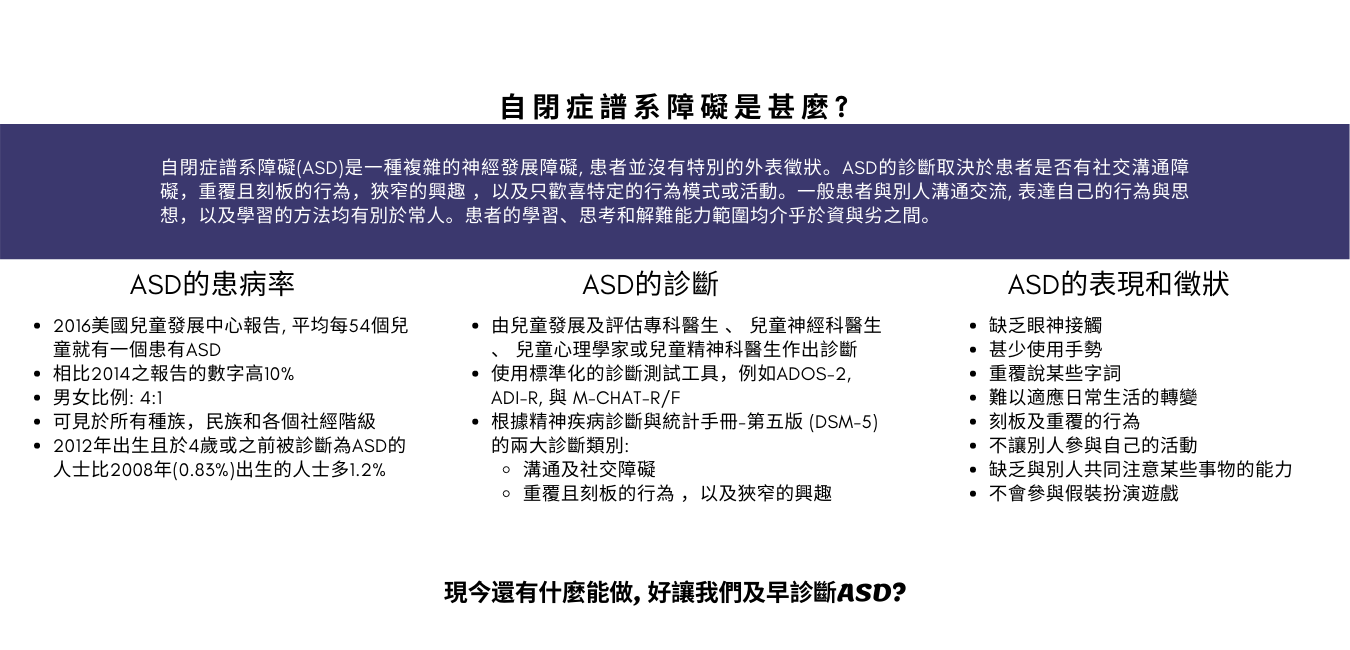 自閉症譜系障礙是甚麼?
自閉症譜系障礙(ASD)是一種複雜的神經發展障礙, 患者並沒有特別的外表徵狀。ASD的診斷取決於患者是否有社交溝通障
礙，重覆且刻板的行為，狹窄的興趣 ，以及只歡喜特定的行為模式或活動。一般患者與別人溝通交流, 表達自己的行為與思
想，以及學習的方法均有別於常人。患者的學習、思考和解難能力範圍均介乎於資與劣之間。
ASD的患病率
• 2016美國兒童發展中心報告, 平均每54個兒
童就有一個患有ASD
• 相比2014之報告的數字高10%
• 男女比例: 4:1
• 可見於所有種族，民族和各個社經階級
• 2012年出生且於4歲或之前被診斷為ASD的
人士比2008年(0.83%)出生的人士多1.2%
ASD的診斷
• 由兒童發展及評估專科醫生 、 兒童神經科醫生
、 兒童心理學家或兒童精神科醫生作出診斷
• 使用標準化的診斷測試工具，例如ADOS-2,
ADI-R, 與 M-CHAT-R/F
• 根據精神疾病診斷與統計手冊-第五版 (DSM-5)
的兩大診斷類別:
◦ 溝通及社交障礙
◦ 重覆且刻板的行為 ，以及狹窄的興趣
ASD的表現和徵狀
• 缺乏眼神接觸
• 甚少使用手勢
• 重覆說某些字詞
• 難以適應日常生活的轉變
• 刻板及重覆的行為
• 不讓別人參與自己的活動
• 缺乏與別人共同注意某些事物的能力
• 不會參與假裝扮演遊戲
現今還有什麼能做, 好讓我們及早診斷ASD?